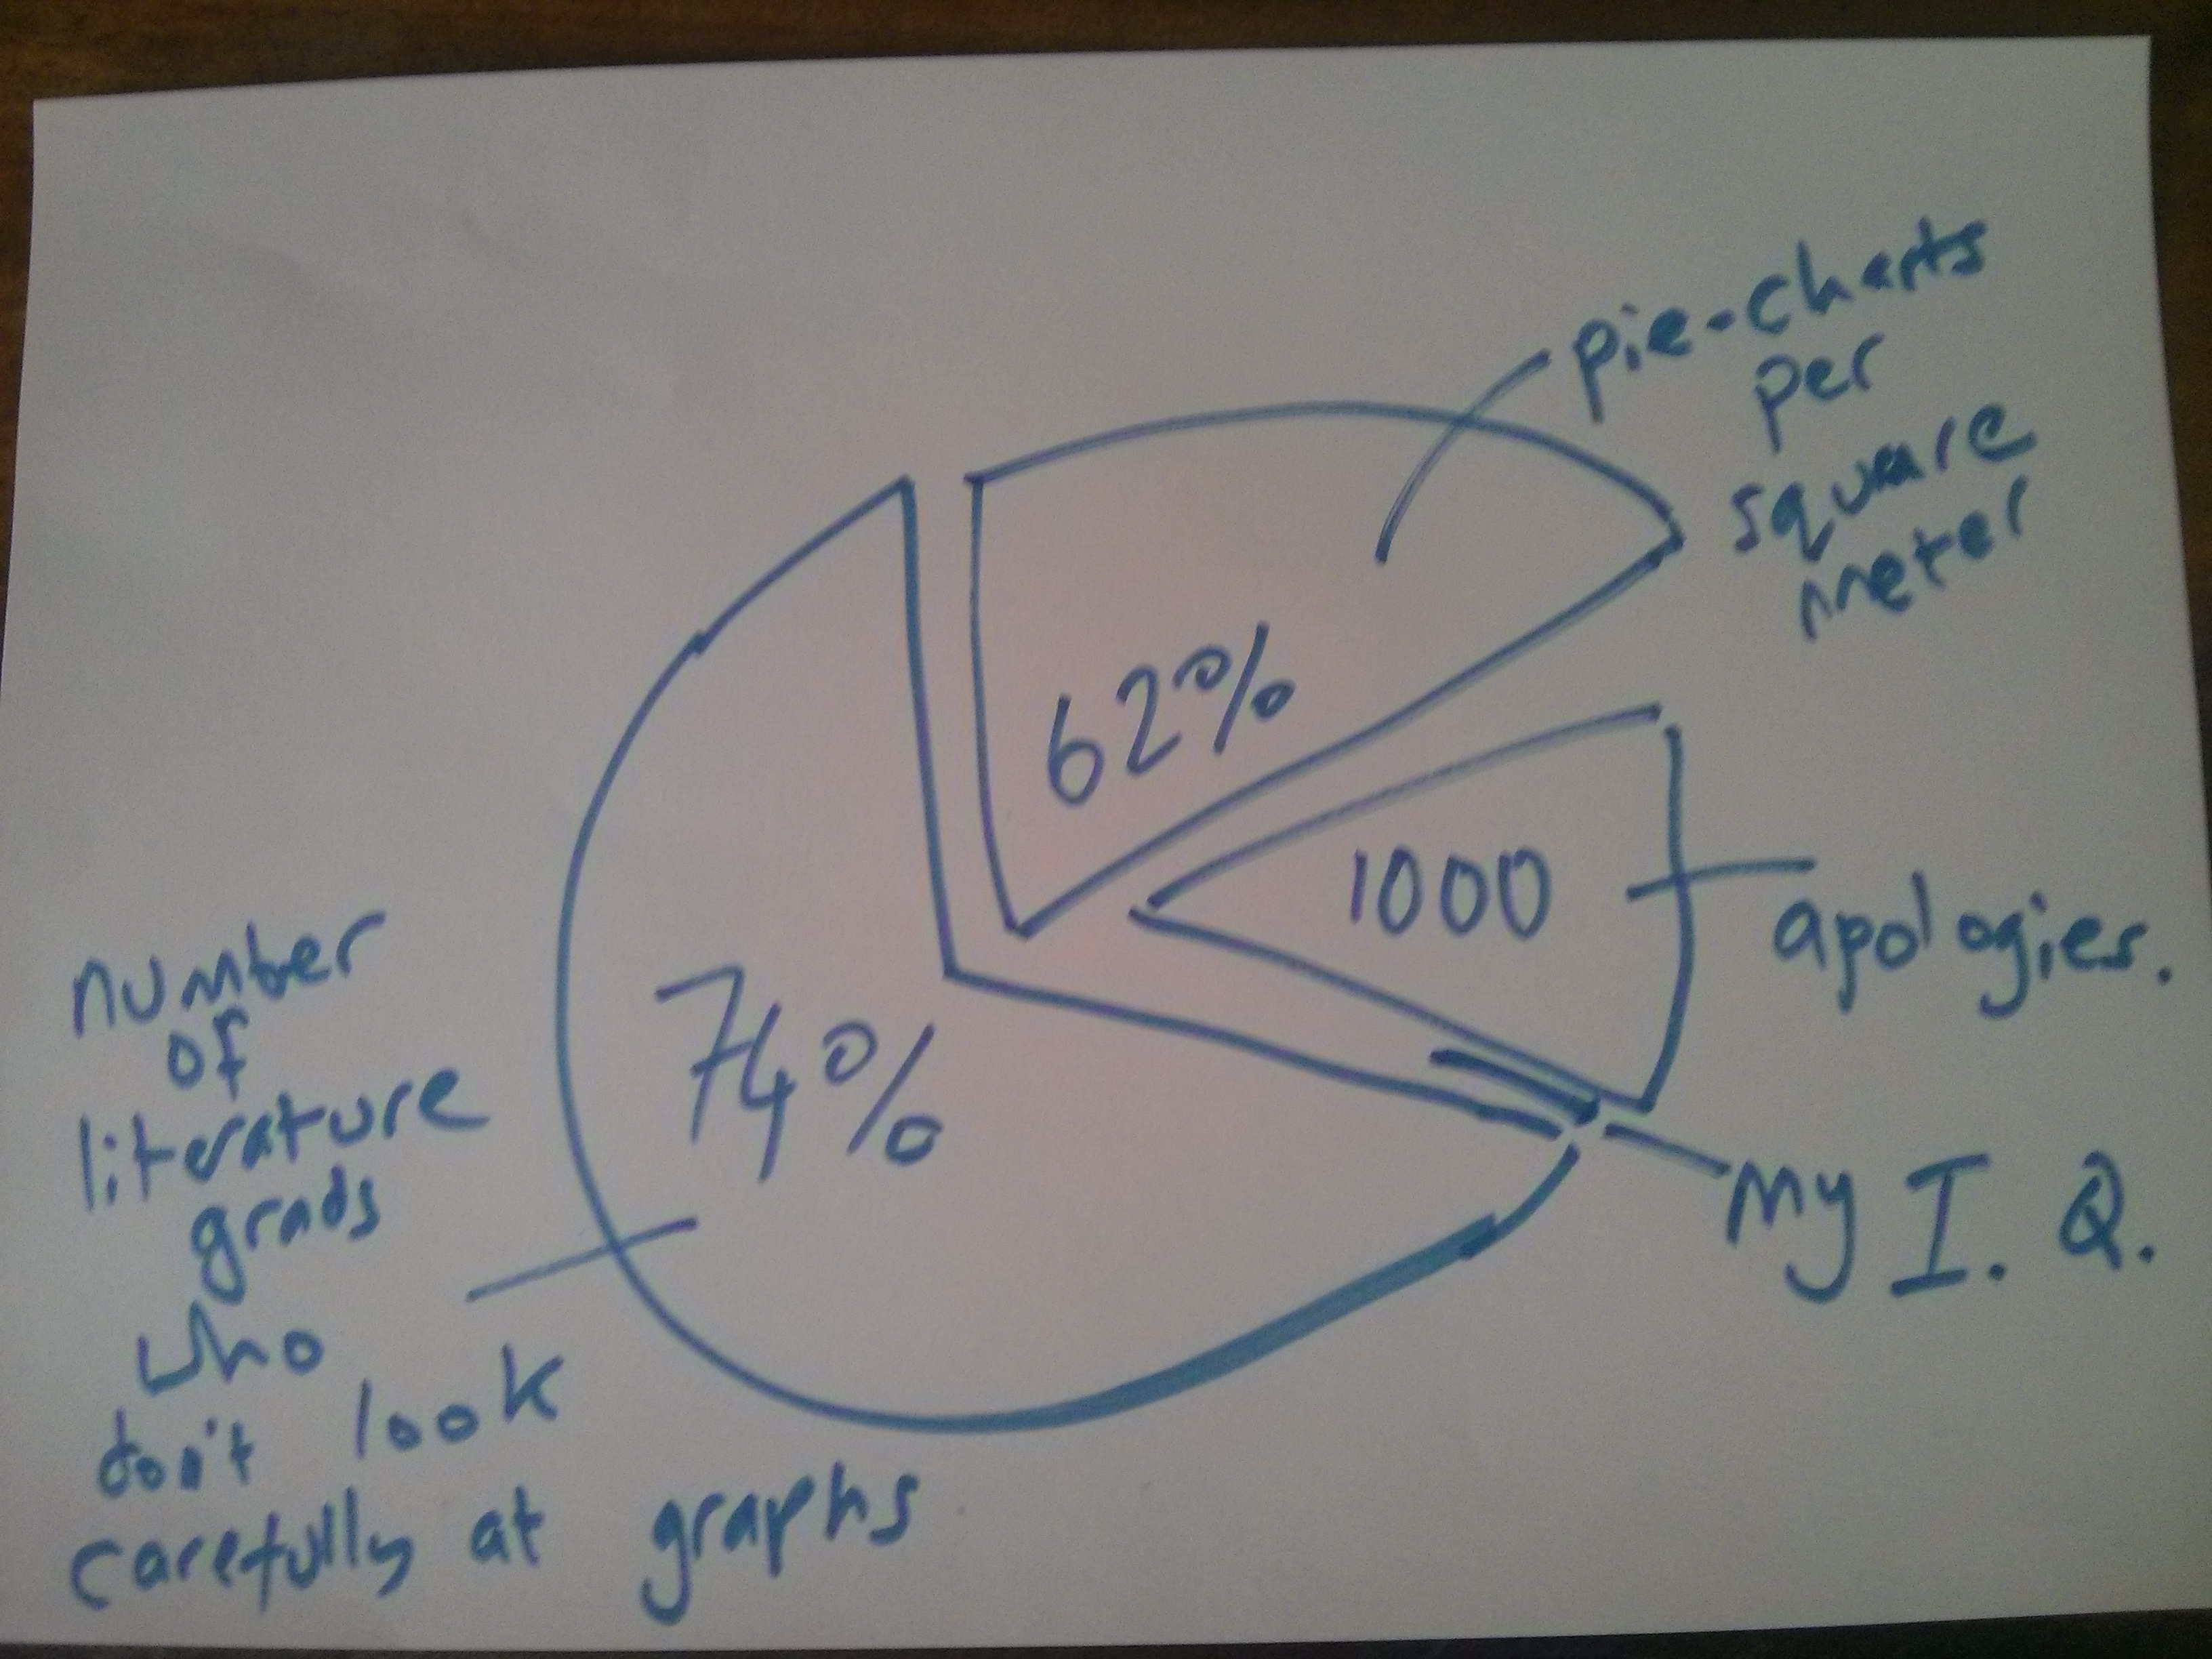 pie-charts
per
square
meter
62%
1000
apologies.
number
of
literature
grads
who
don't look
carefully at graphs
74%
my I. Q.